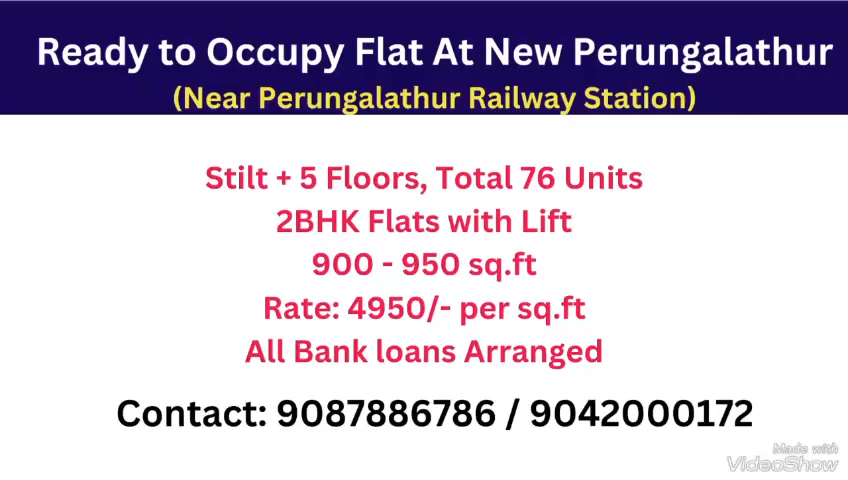 Ready to Occupy Flat At New Perungalathur
(Near Perungalathur Railway Station)
Stilt + 5 Floors, Total 76 Units
2BHK Flats with Lift
900 - 950 sq.ft
Rate: 4950/- per sq.ft
All Bank loans Arranged
Contact: 9087886786 / 9042000172
Made with
VideoShow